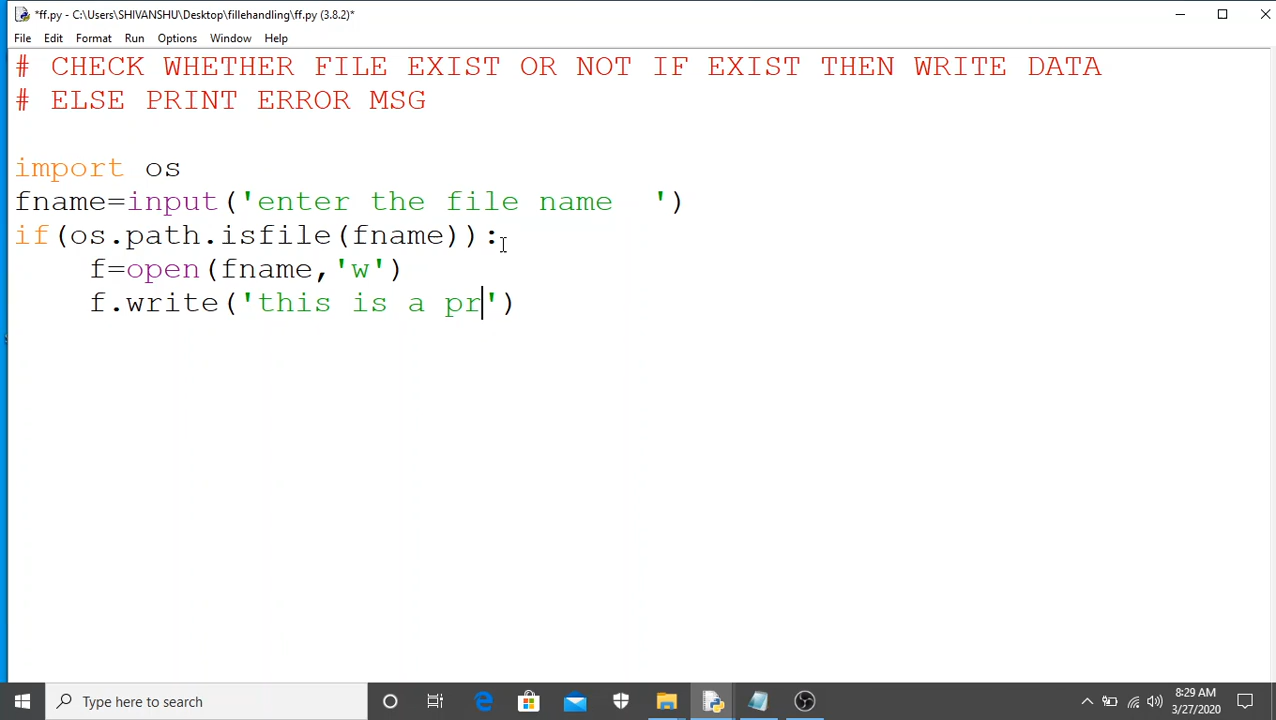 *ff.py - C:\Users\SHIVANSHU\Desktop\fillehandling\ff.py (3.8.2)*
File Edit Format Run Options Window Help
# CHECK WHETHER FILE EXIST OR NOT IF EXIST THEN WRITE DATA
# ELSE PRINT ERROR MSG
import os
fname=input('enter the file name  ')
if(os.path.isfile(fname)):
    f=open(fname,'w')
    f.write('this is a pr')
Type here to search
8:29 AM
3/27/2020